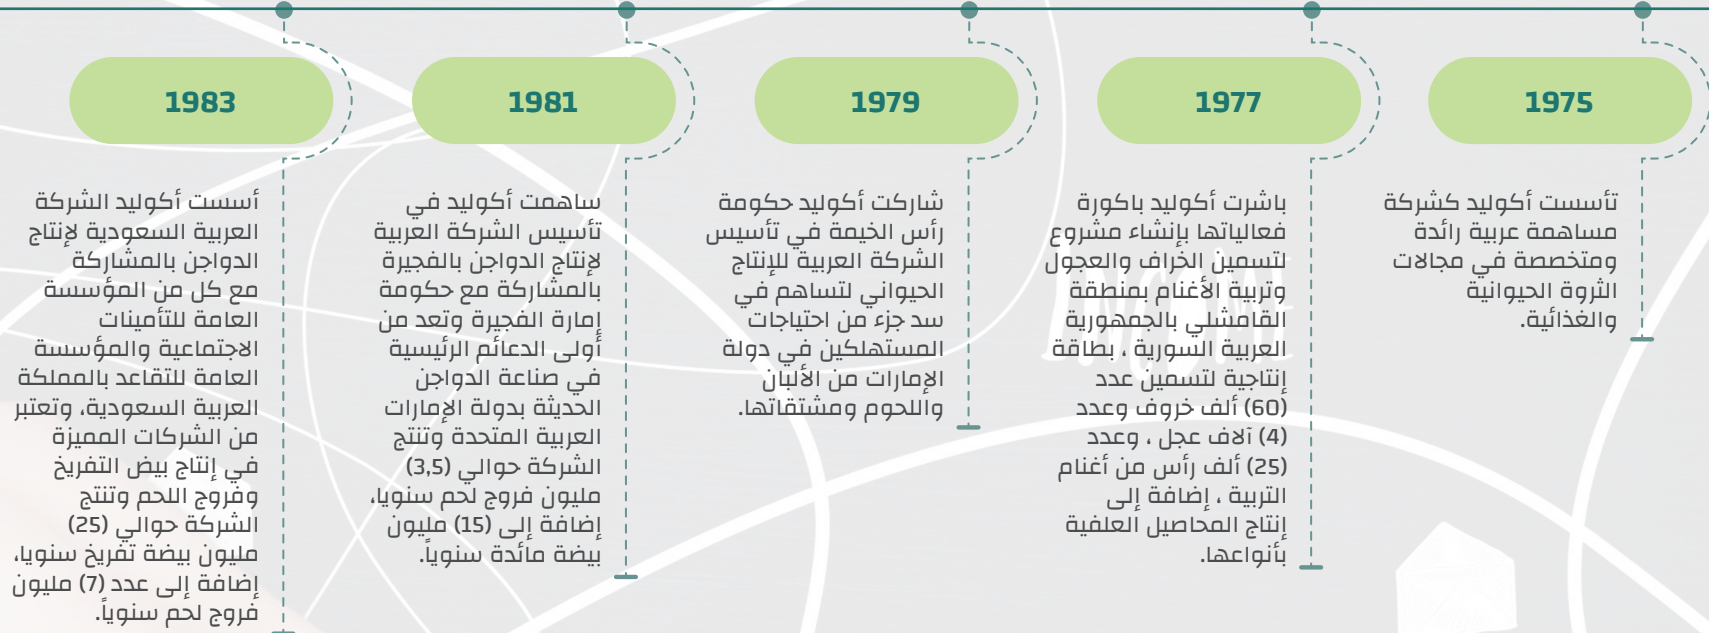 1975
تأسست أكوليد كشركة
مساهمة عربية رائدة
ومتخصصة في مجالات
الثروة الحيوانية
والغذائية.
1977
باشرت أكوليد باكورة
فعالياتها بإنشاء مشروع
لتسمين الخراف والعجول
وتربية الأغنام بمنطقة
القامشلي بالجمهورية
العربية السورية ، بطاقة
إنتاجية لتسمين عدد
(60) ألف خروف وعدد
(4) آلاف عجل ، وعدد
(25) ألف رأس من أغنام
التربية ، إضافة إلى
إنتاج المحاصيل العلفية
بأنواعها.
1979
شاركت أكوليد حكومة
رأس الخيمة في تأسيس
الشركة العربية للإنتاج
الحيواني لتساهم في
سد جزء من احتياجات
المستهلكين في دولة
الإمارات من الألبان
واللحوم ومشتقاتها.
1981
ساهمت أكوليد في
تأسيس الشركة العربية
لإنتاج الدواجن بالفجيرة
بالمشاركة مع حكومة
إمارة الفجيرة وتعد من
أولى الدعائم الرئيسية
في صناعة الدواجن
الحديثة بدولة الإمارات
العربية المتحدة وتنتج
الشركة حوالي (3,5)
مليون فروج لحم سنويا،
إضافة إلى (15) مليون
بيضة مائدة سنوياً.
1983
أسست أكوليد الشركة
العربية السعودية لإنتاج
الدواجن بالمشاركة
مع كل من المؤسسة
العامة للتأمينات
الاجتماعية والمؤسسة
العامة للتقاعد بالمملكة
العربية السعودية، وتعتبر
من الشركات المميزة
في إنتاج بيض التفريخ
وفروج اللحم وتنتج
الشركة حوالي (25)
مليون بيضة تفريخ سنويا،
إضافة إلى عدد (7) مليون
فروج لحم سنوياً.